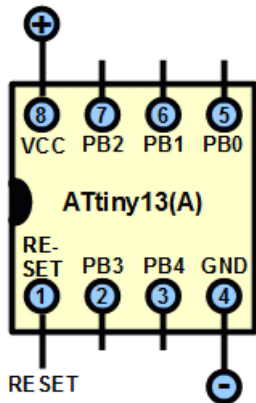 +
8 7 6 5
VCC PB2 PB1 PB0
ATtiny13(A)
RE-
SET PB3 PB4 GND
1 2 3 4
RESET
-